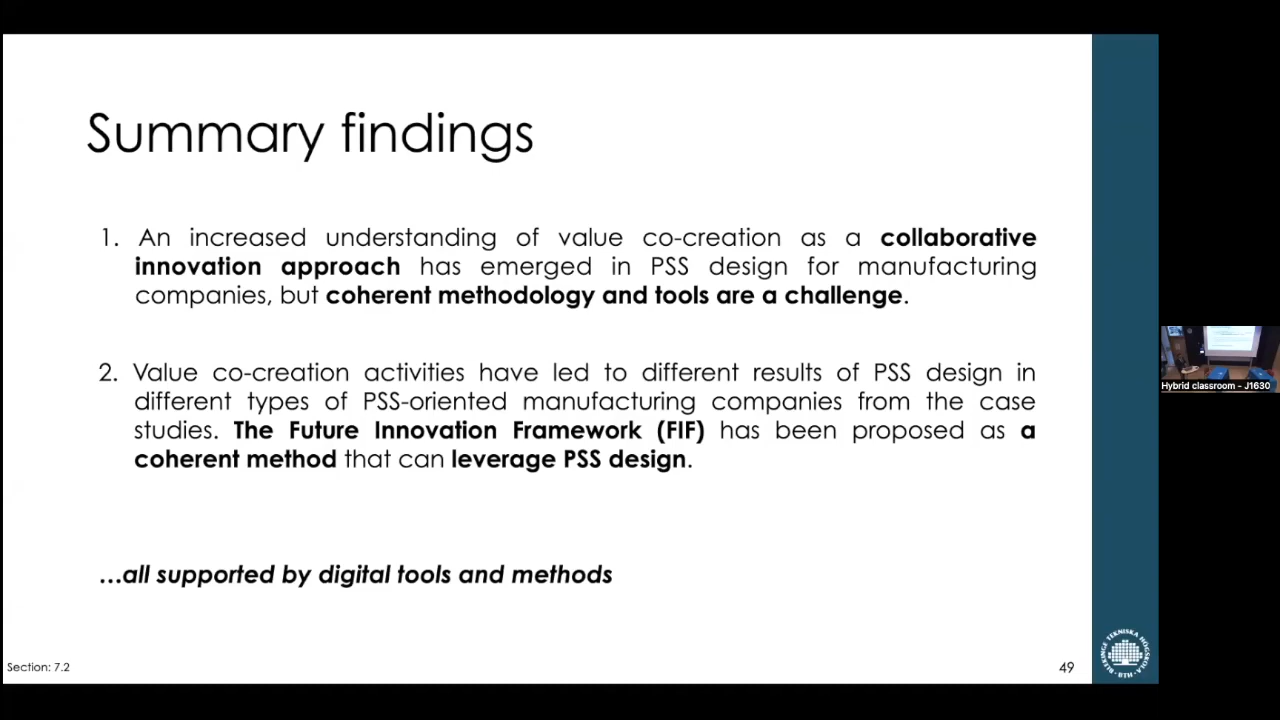 Summary findings
1. An increased understanding of value co-creation as a collaborative
innovation approach has emerged in PSS design for manufacturing
companies, but coherent methodology and tools are a challenge.
2. Value co-creation activities have led to different results of PSS design in
different types of PSS-oriented manufacturing companies from the case
studies. The Future Innovation Framework (FIF) has been proposed as a
coherent method that can leverage PSS design.
...all supported by digital tools and methods
Section: 7.2
49
BLEKINGE TEKNISKA HÖGSKOLA
BTH
Hybrid classroom - J1630